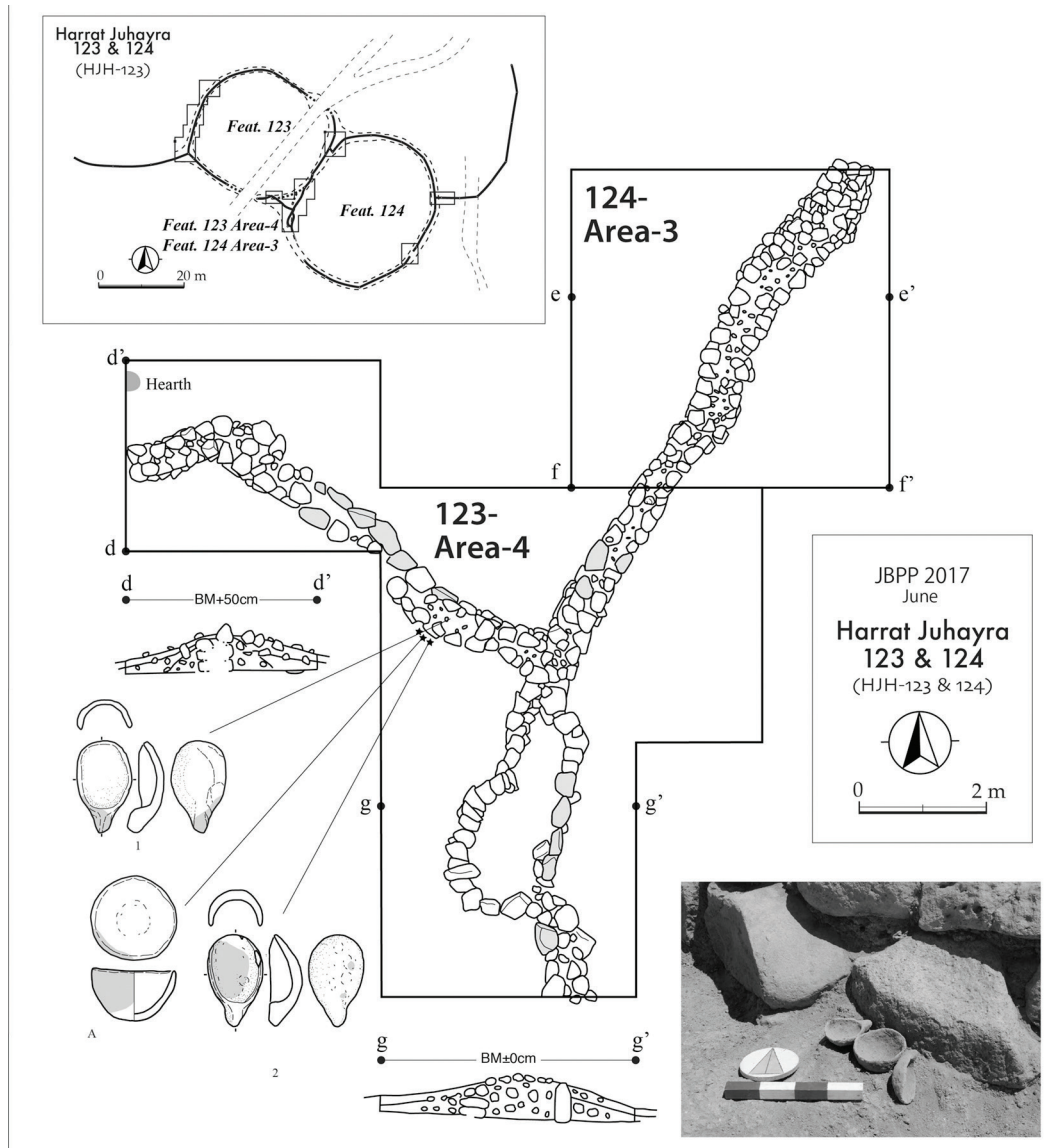 Harrat Juhayra
123 & 124
(HJH-123)
Feat. 123
Feat. 124
Feat. 123 Area-4
Feat. 124 Area-3
0 20 m
124-
Area-3
e e'
d'
Hearth
f f'
123-
Area-4
d
d d'
BM+50cm
JBPP 2017
June
Harrat Juhayra
123 & 124
(HJH-123 & 124)
0 2 m
g g'
1
A
2
g g'
BM±0cm